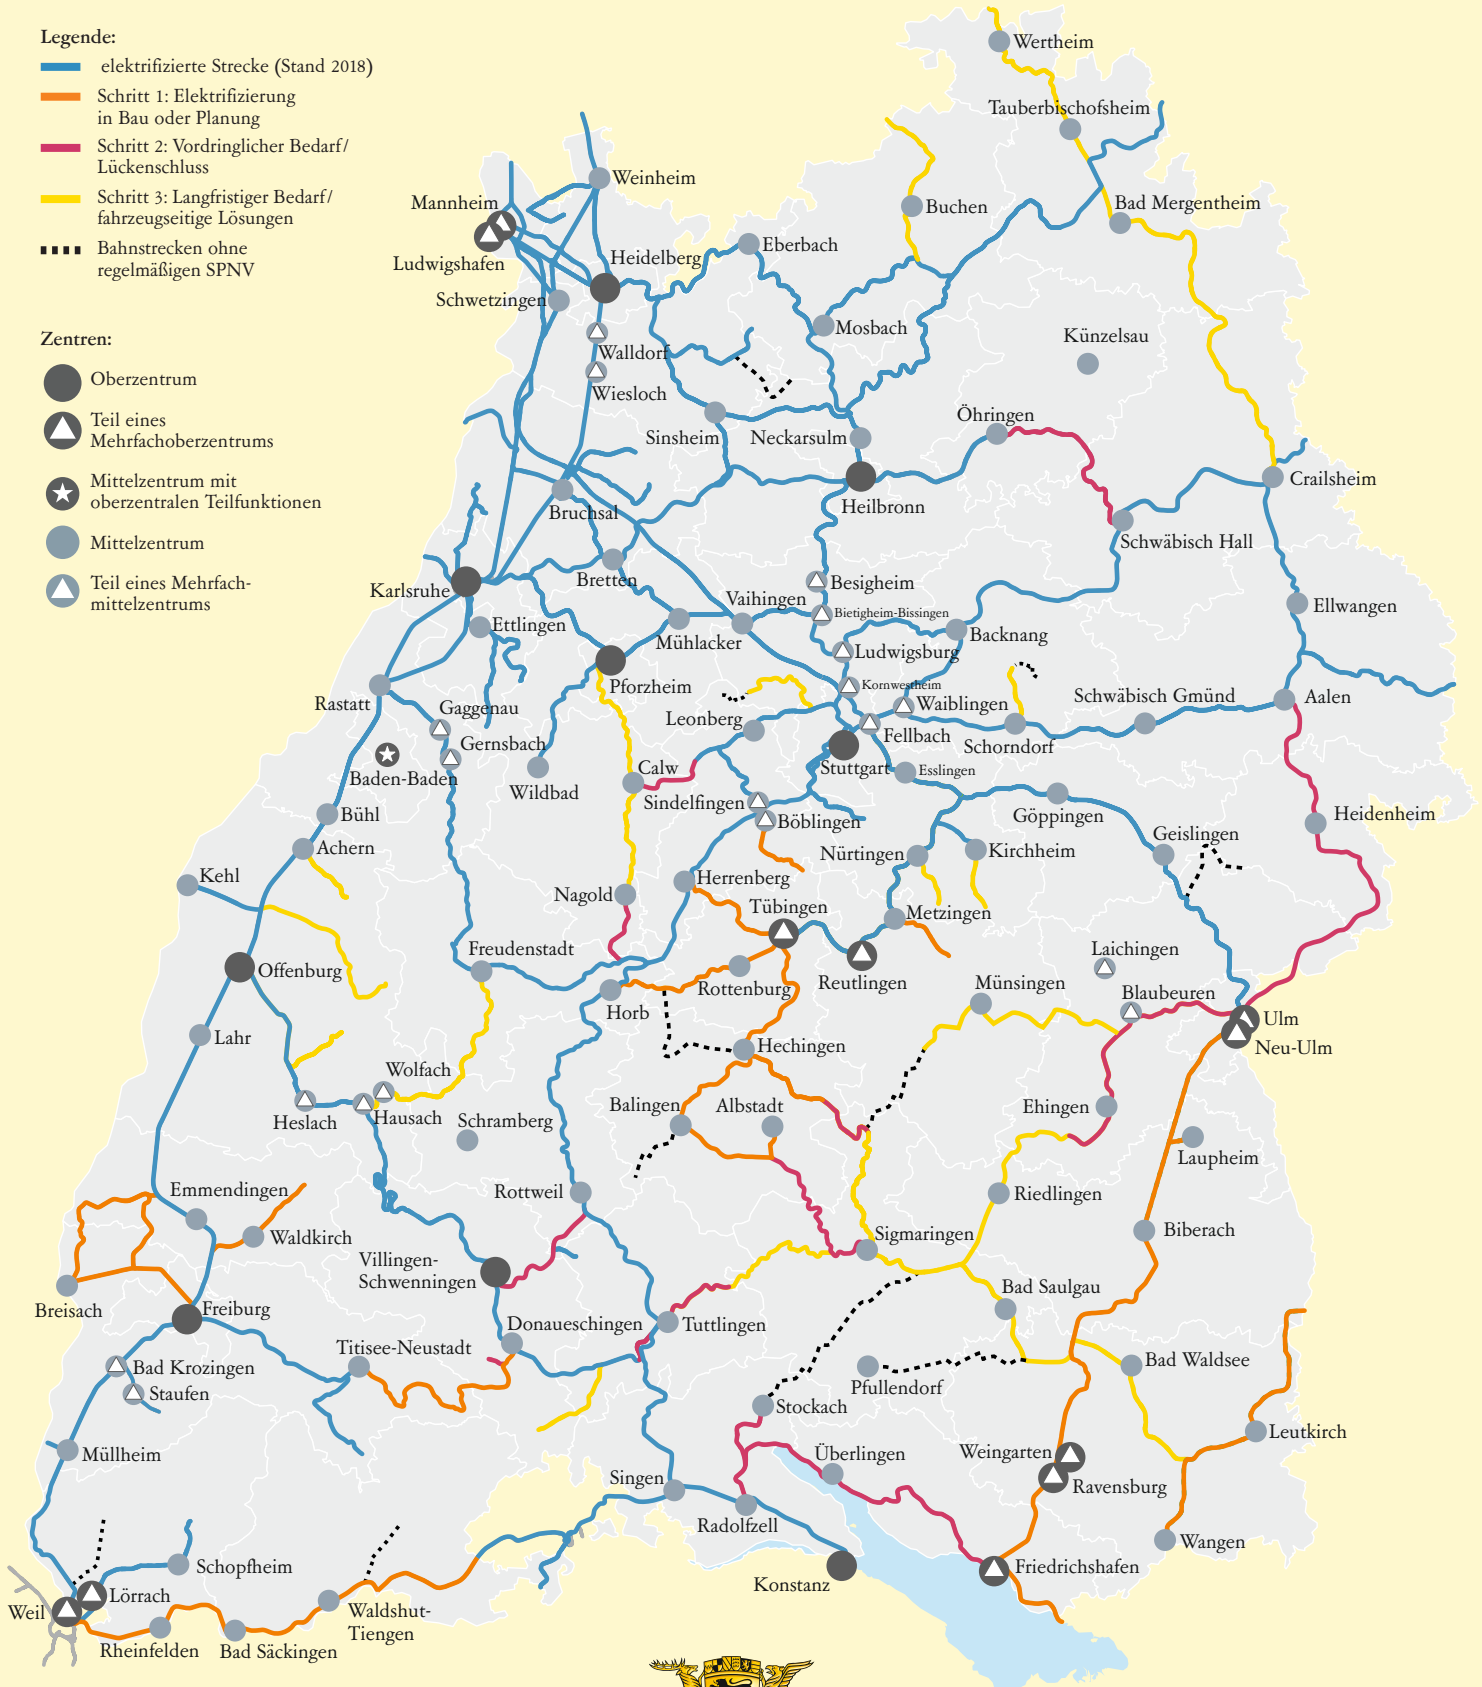 Legende:
elektrifizierte Strecke (Stand 2018)
Schritt 1: Elektrifizierung
in Bau oder Planung
Schritt 2: Vordringlicher Bedarf/
Lückenschluss
Schritt 3: Langfristiger Bedarf/
fahrzeugseitige Lösungen
Bahnstrecken ohne
regelmäßigen SPNV
Zentren:
Oberzentrum
Teil eines
Mehrfachoberzentrums
Mittelzentrum mit
oberzentralen Teilfunktionen
Mittelzentrum
Teil eines Mehrfach-
mittelzentrums
Wertheim
Tauberbischofsheim
Weinheim
Mannheim
Buchen
Bad Mergentheim
Eberbach
Heidelberg
Ludwigshafen
Schwetzingen
Mosbach
Künzelsau
Walldorf
Wiesloch
Öhringen
Sinsheim
Neckarsulm
Crailsheim
Heilbronn
Bruchsal
Schwäbisch Hall
Bretten
Besigheim
Karlsruhe
Vaihingen
Bietigheim-Bissingen
Ellwangen
Ettlingen
Mühlacker
Backnang
Ludwigsburg
Pforzheim
Kornwestheim
Rastatt
Gaggenau
Leonberg
Waiblingen
Schwäbisch Gmünd
Aalen
Fellbach
Schorndorf
Gernsbach
Stuttgart
Esslingen
Baden-Baden
Wildbad
Calw
Sindelfingen
Böblingen
Göppingen
Heidenheim
Bühl
Geislingen
Achern
Nürtingen
Kirchheim
Kehl
Nagold
Herrenberg
Tübingen
Metzingen
Freudenstadt
Laichingen
Offenburg
Rottenburg
Reutlingen
Münsingen
Blaubeuren
Horb
Ulm
Lahr
Hechingen
Neu-Ulm
Wolfach
Balingen
Albstadt
Ehingen
Heslach
Hausach
Schramberg
Laupheim
Emmendingen
Rottweil
Riedlingen
Waldkirch
Sigmaringen
Biberach
Villingen-
Schwenningen
Bad Saulgau
Breisach
Freiburg
Donaueschingen
Tuttlingen
Titisee-Neustadt
Bad Krozingen
Bad Waldsee
Staufen
Pfullendorf
Stockach
Leutkirch
Müllheim
Überlingen
Weingarten
Singen
Ravensburg
Radolfzell
Wangen
Schopfheim
Friedrichshafen
Konstanz
Lörrach
Weil
Waldshut-
Tiengen
Rheinfelden
Bad Säckingen